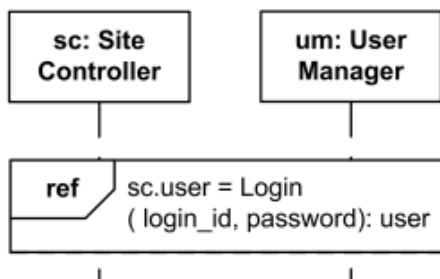 sc: Site
Controller
um: User
Manager
ref
sc.user = Login
( login_id, password): user